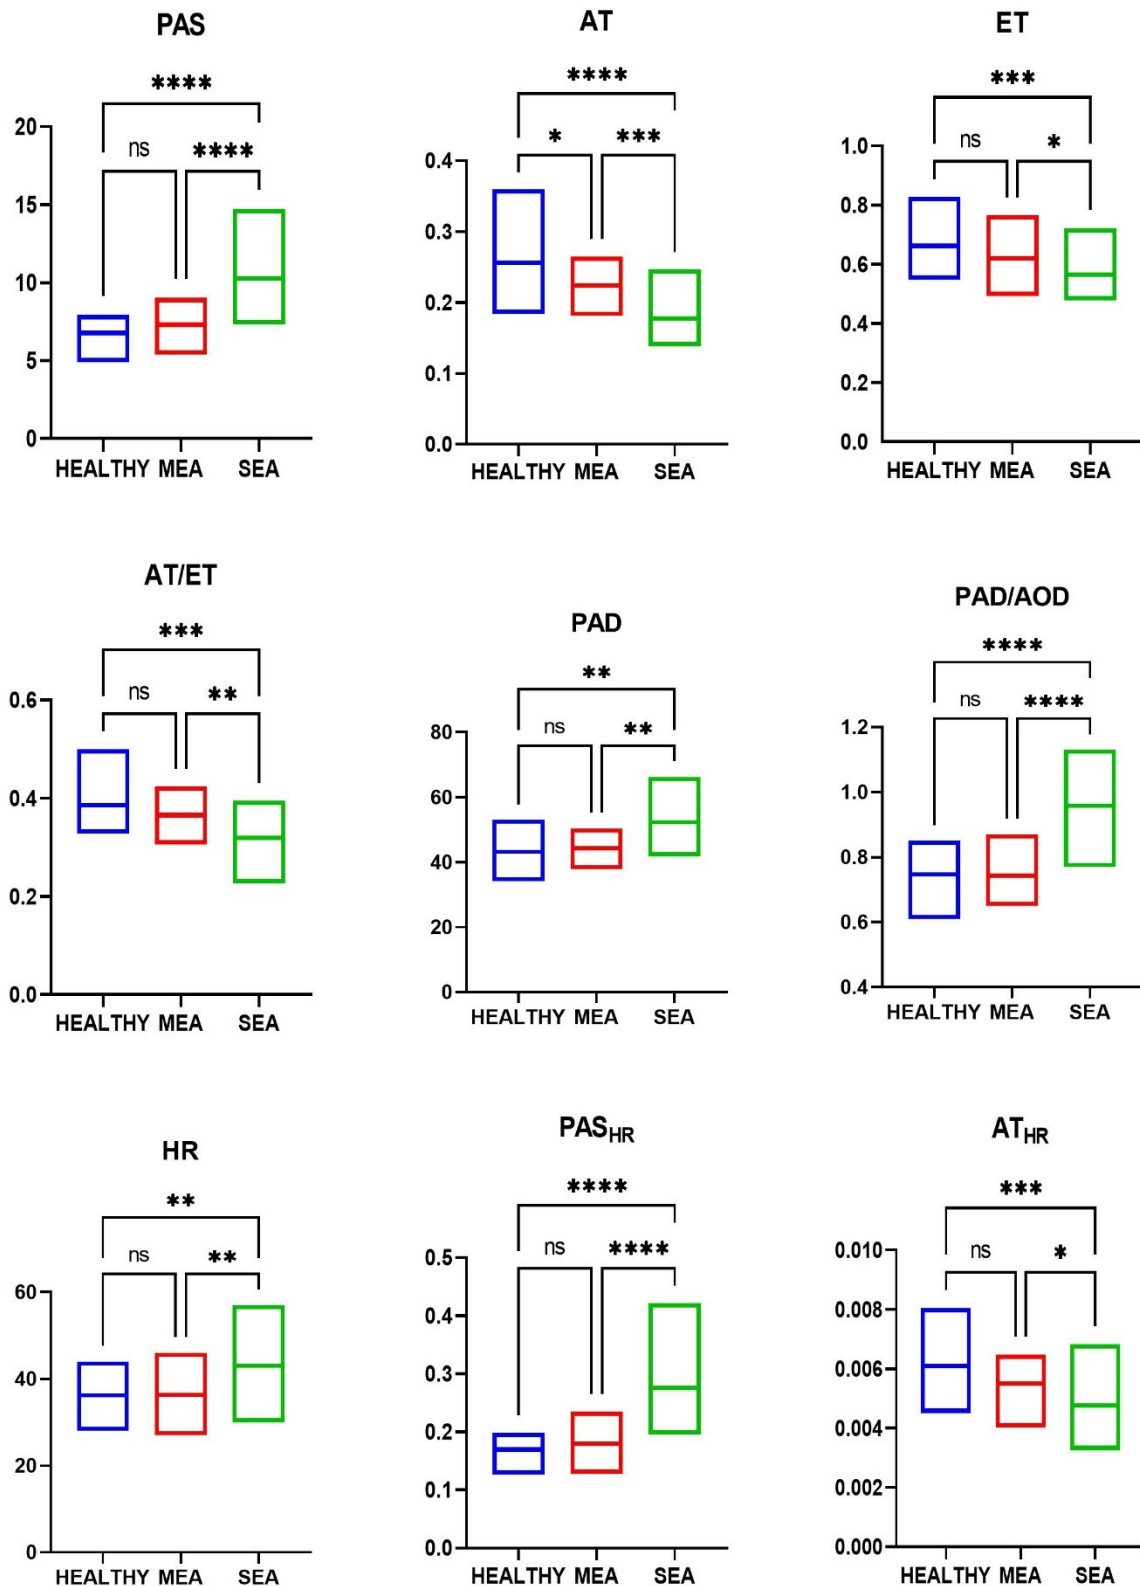 PAS
****
ns
****
20
15
10
5
0
HEALTHY MEA SEA
AT
****
*
***
0.4
0.3
0.2
0.1
0.0
HEALTHY MEA SEA
ET
***
ns
*
1.0
0.8
0.6
0.4
0.2
0.0
HEALTHY MEA SEA
AT/ET
***
ns
**
0.6
0.4
0.2
0.0
HEALTHY MEA SEA
PAD
**
ns
**
80
60
40
20
0
HEALTHY MEA SEA
PAD/AOD
****
ns
****
1.2
1.0
0.8
0.6
0.4
HEALTHY MEA SEA
HR
**
ns
**
60
40
20
0
HEALTHY MEA SEA
PAS HR
****
ns
****
0.5
0.4
0.3
0.2
0.1
0.0
HEALTHY MEA SEA
AT HR
***
ns
*
0.010
0.008
0.006
0.004
0.002
0.000
HEALTHY MEA SEA